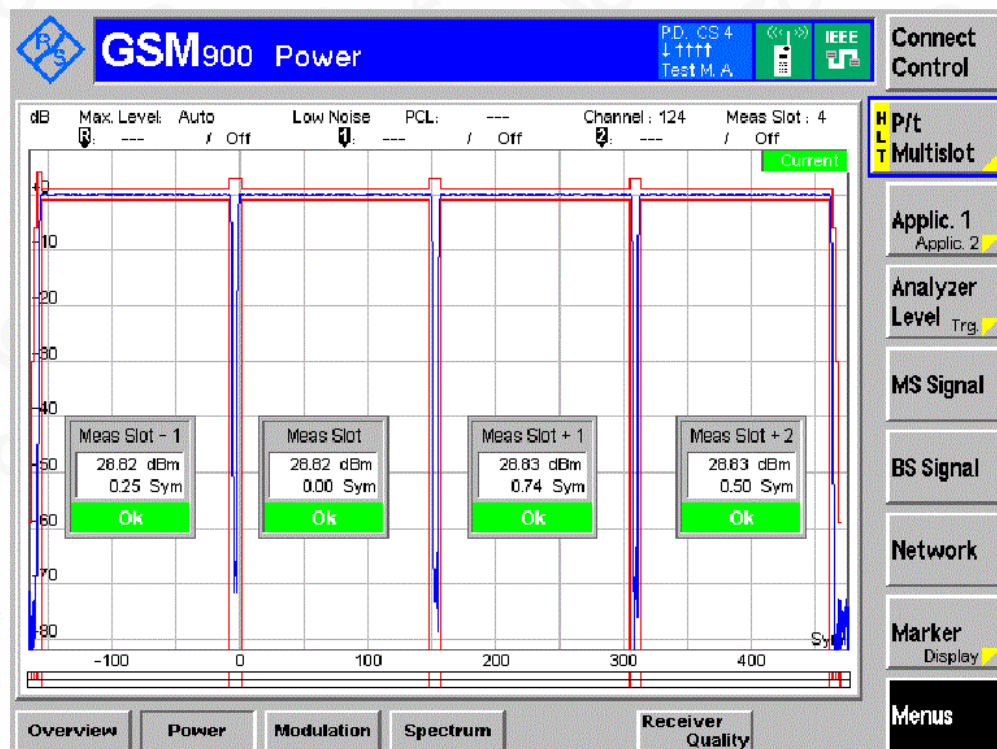 R S
GSM900 Power
P.D. CS 4
↓ ↑↑↑↑
Test M. A.
IEEE
Connect
Control
dB Max. Level: Auto Low Noise PCL: --- Channel : 124 Meas Slot : 4
R: --- / Off 1: --- / Off 2: --- / Off
Current
HLT
P/t
Multislot
+0
-10
-20
-30
-40
-50
-60
-70
-80
Applic. 1
Applic. 2
Analyzer
Level Trg.
MS Signal
BS Signal
Network
Marker
Display
Menus
Meas Slot - 1
28.82 dBm
0.25 Sym
Ok
Meas Slot
28.82 dBm
0.00 Sym
Ok
Meas Slot + 1
28.83 dBm
0.74 Sym
Ok
Meas Slot + 2
28.83 dBm
0.50 Sym
Ok
-100 0 100 200 300 400
Overview Power Modulation Spectrum Receiver
Quality